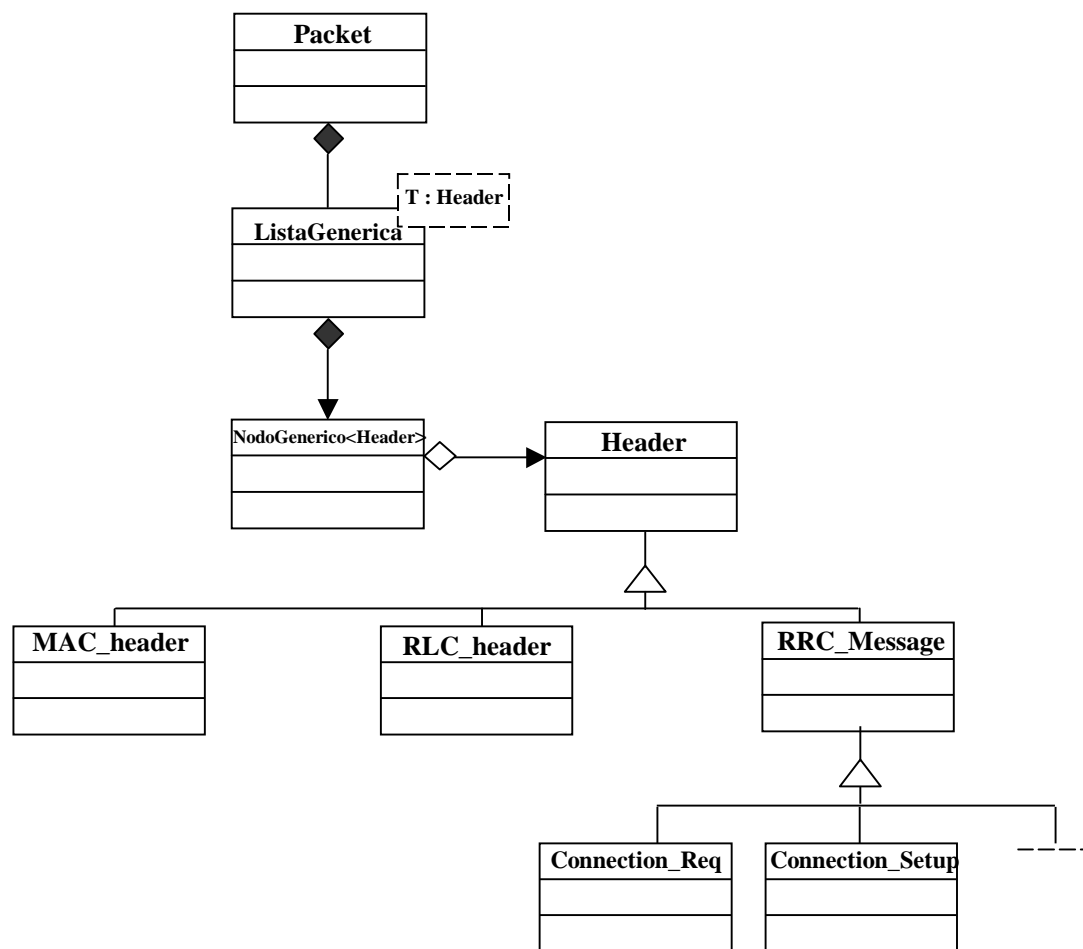 Packet
T : Header
ListaGenerica
NodoGenerico<Header>
Header
MAC_header
RLC_header
RRC_Message
Connection_Req
Connection_Setup